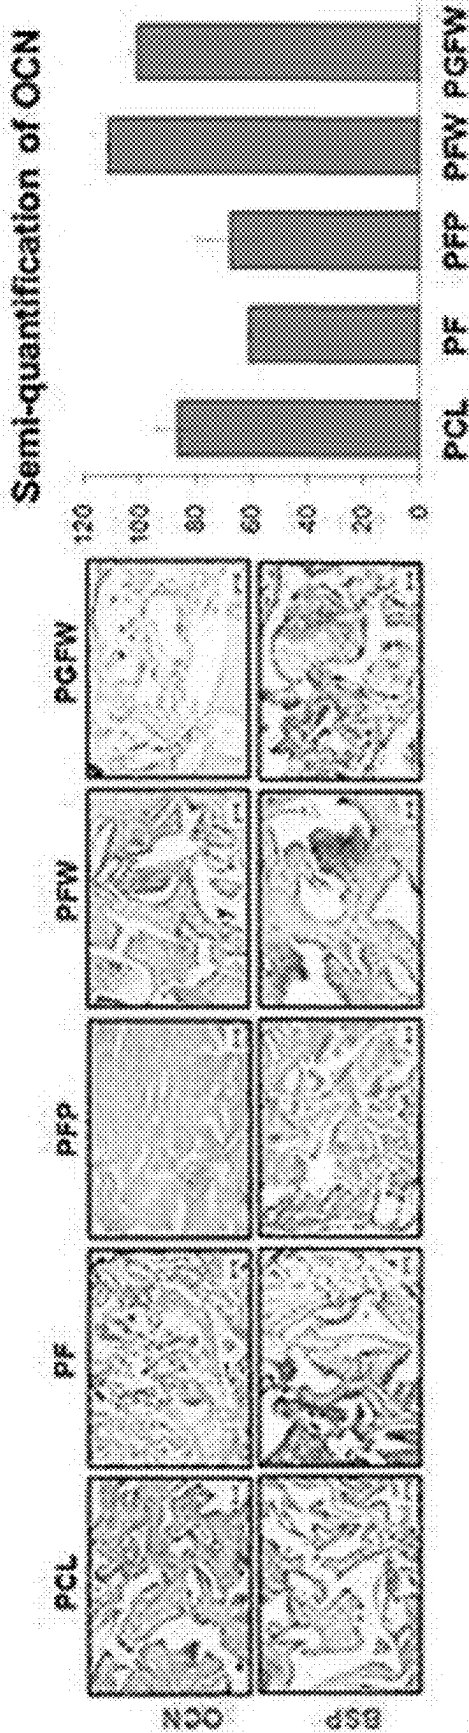 PCL PF PFP PFW PGFW
OCN
BSP
Semi-quantification of OCN
120
100
80
60
40
20
0
PCL PF PFP PFW PGFW